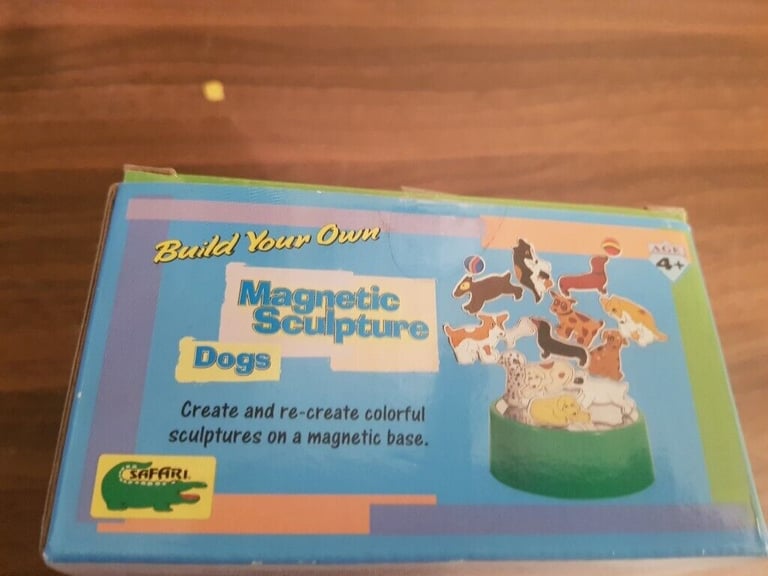 Build Your Own
Magnetic
Sculpture
Dogs
Create and re-create colorful
sculptures on a magnetic base.
SAFARI
AGE
4+